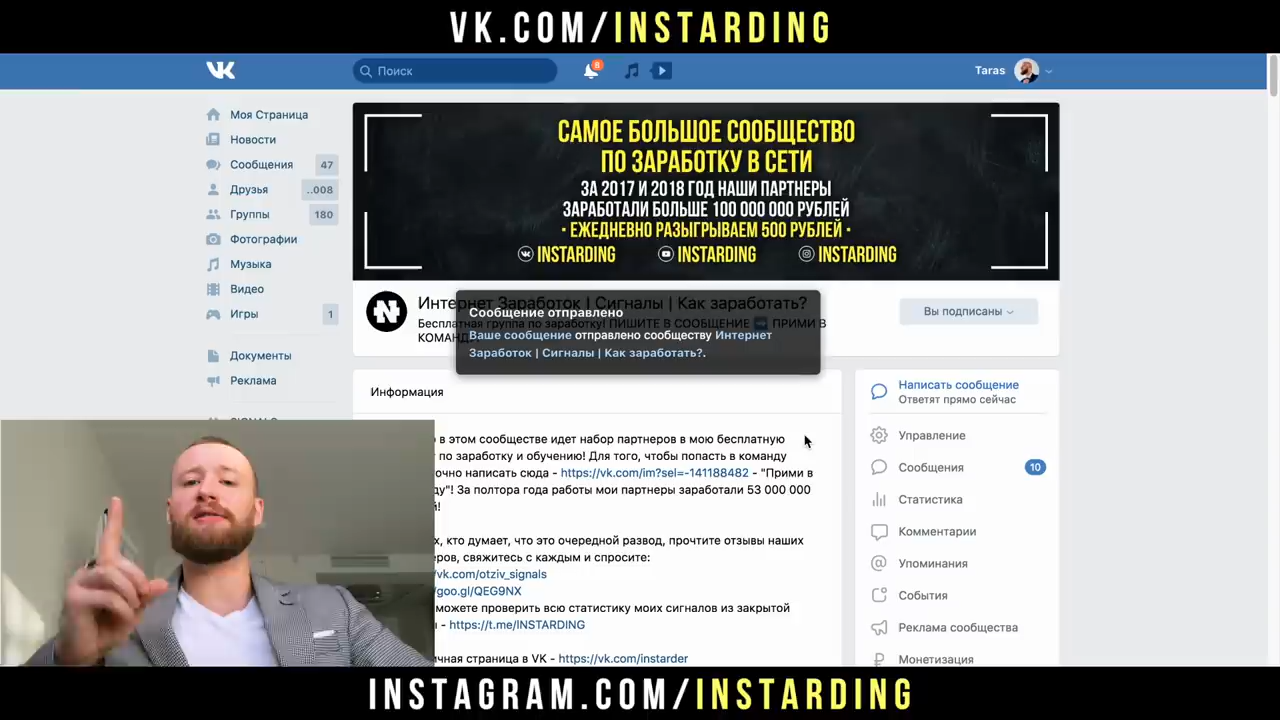 VK.COM/INSTARDING
Поиск
8
Taras
Моя Страница
Новости
Сообщения 47
Друзья ..008
Группы 180
Фотографии
Музыка
Видео
Игры 1
Документы
Реклама
САМОЕ БОЛЬШОЕ СООБЩЕСТВО
ПО ЗАРАБОТКУ В СЕТИ
ЗА 2017 И 2018 ГОД НАШИ ПАРТНЕРЫ
ЗАРАБОТАЛИ БОЛЬШЕ 100 000 000 РУБЛЕЙ
· ЕЖЕДНЕВНО РАЗЫГРЫВАЕМ 500 РУБЛЕЙ ·
INSTARDING INSTARDING INSTARDING
Интернет Заработок | Сигналы | Как заработать?
Бесплатная группа по заработку! ПИШИТЕ В СООБЩЕНИЕ ПРИМИ В
КОМАНД
Вы подписаны
Сообщение отправлено
Ваше сообщение отправлено сообществу Интернет
Заработок | Сигналы | Как заработать?.
Информация
в этом сообществе идет набор партнеров в мою бесплатную
по заработку и обучению! Для того, чтобы попасть в команду
очно написать сюда - https://vk.com/im?sel=-141188482 - "Прими в
ду"! За полтора года работы мои партнеры заработали 53 000 000
й!
х, кто думает, что это очередной развод, прочтите отзывы наших
еров, свяжитесь с каждым и спросите:
/vk.com/otziv_signals
/goo.gl/QEG9NX
можете проверить всю статистику моих сигналов из закрытой
ы - https://t.me/INSTARDING
ичная страница в VK - https://vk.com/instarder
Написать сообщение
Ответят прямо сейчас
Управление
Сообщения 10
Статистика
Комментарии
Упоминания
События
Реклама сообщества
Монетизация
INSTAGRAM.COM/INSTARDING